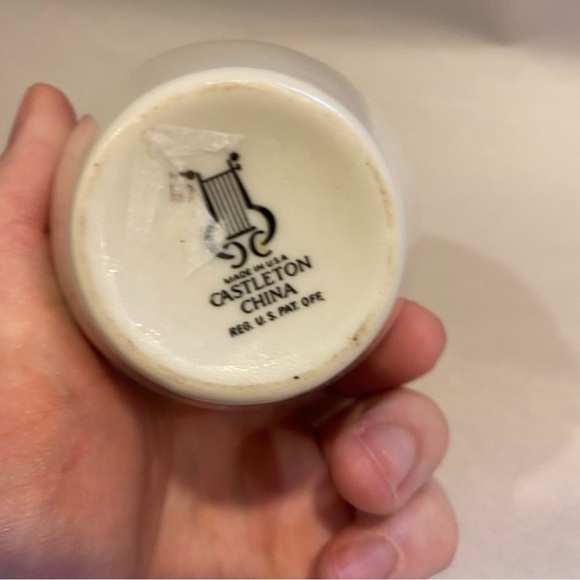 MADE IN U.S.A
CASTLETON
CHINA
REG. U.S. PAT. OFF.